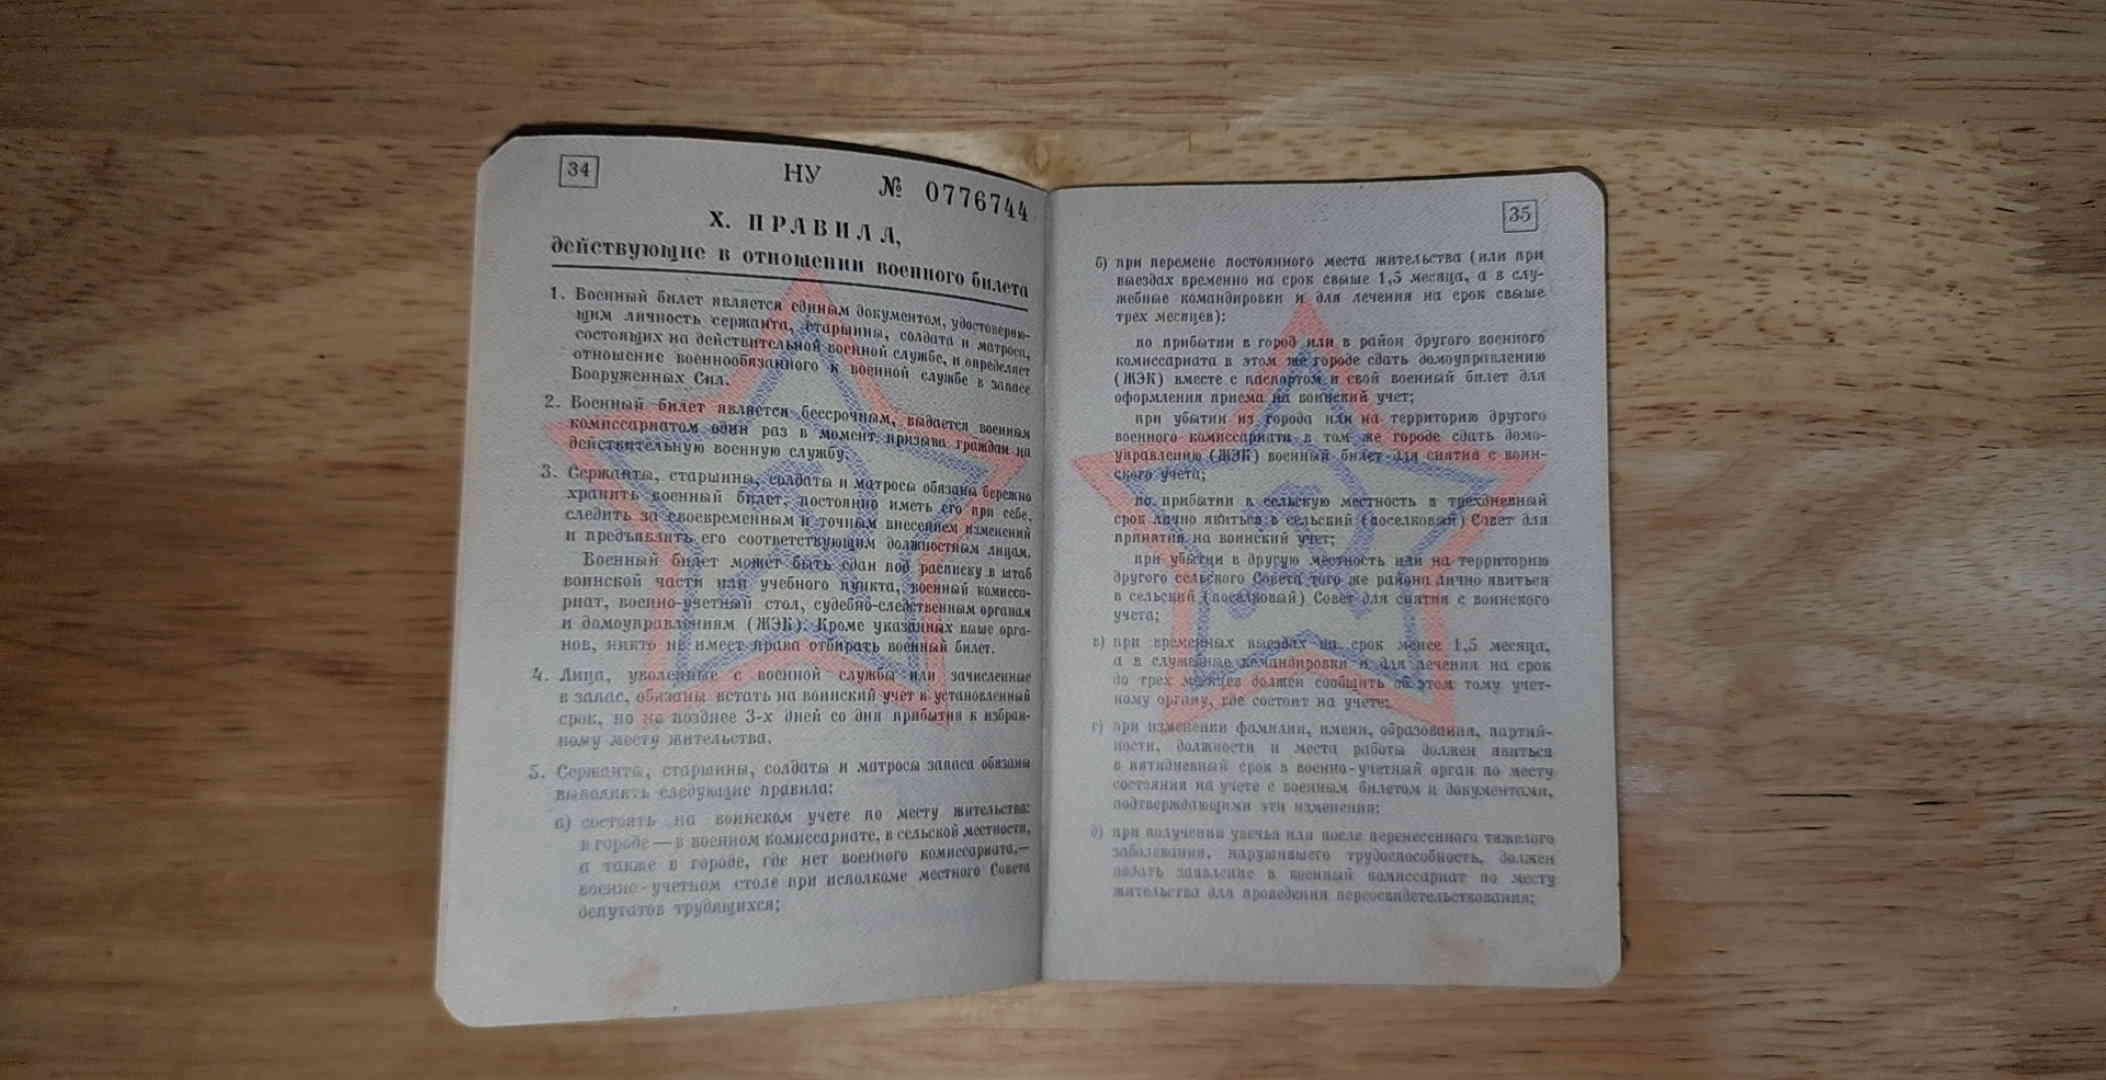 34
НУ № 0776744
X. ПРАВИЛА,
действующие в отношении военного билета
1. Военный билет является единым документом, удостоверяю-
щим личность сержанта, старшины, солдата и матроса,
состоящих на действительной военной службе, и определяет
отношение военнообязанного к военной службе в запасе
Вооруженных Сил.
2. Военный билет является бессрочным, выдается военным
комиссариатом один раз в момент призыва граждан на
действительную военную службу.
3. Сержанты, старшины, солдаты и матросы обязаны бережно
хранить военный билет, постоянно иметь его при себе,
следить за своевременным и точным внесением изменений
и предъявлять его соответствующим должностным лицам.
Военный билет может быть сдан под расписку в штаб
воинской части или учебного пункта, военный комисса-
риат, военно-учетный стол, судебно-следственным органам
и домоуправлениям (ЖЭК). Кроме указанных выше орга-
нов, никто не имеет права отбирать военный билет.
4. Лица, уволенные с военной службы или зачисленные
в запас, обязаны встать на воинский учет в установленный
срок, но не позднее 3-х дней со дня прибытия к избран-
ному месту жительства.
5. Сержанты, старшины, солдаты и матросы запаса обязаны
выполнять следующие правила:
а) состоять на воинском учете по месту жительства:
в городе — в военном комиссариате, в сельской местности,
а также в городе, где нет военного комиссариата,—
военно-учетном столе при исполкоме местного Совета
депутатов трудящихся;
35
б) при перемене постоянного места жительства (или при
выездах временно на срок свыше 1,5 месяца, а в слу-
жебные командировки и для лечения на срок свыше
трех месяцев):
по прибытии в город или в район другого военного
комиссариата в этом же городе сдать домоуправлению
(ЖЭК) вместе с паспортом и свой военный билет для
оформления приема на воинский учет;
при убытии из города или на территорию другого
военного комиссариата в том же городе сдать домо-
управлению (ЖЭК) военный билет для снятия с воин-
ского учета;
по прибытии в сельскую местность в трехдневный
срок лично явиться в сельский (поселковый) Совет для
принятия на воинский учет;
при убытии в другую местность или на территорию
другого сельского Совета того же района лично явиться
в сельский (поселковый) Совет для снятия с воинского
учета;
в) при временных выездах на срок менее 1,5 месяца,
а в служебные командировки и для лечения на срок
до трех месяцев должен сообщить об этом тому учет-
ному органу, где состоит на учете;
г) при изменении фамилии, имени, образования, партий-
ности, должности и места работы должен явиться
в пятидневный срок в военно-учетный орган по месту
состояния на учете с военным билетом и документами,
подтверждающими эти изменения;
д) при получении увечья или после перенесенного тяжелого
заболевания, нарушившего трудоспособность, должен
подать заявление в военный комиссариат по месту
жительства для проведения переосвидетельствования;